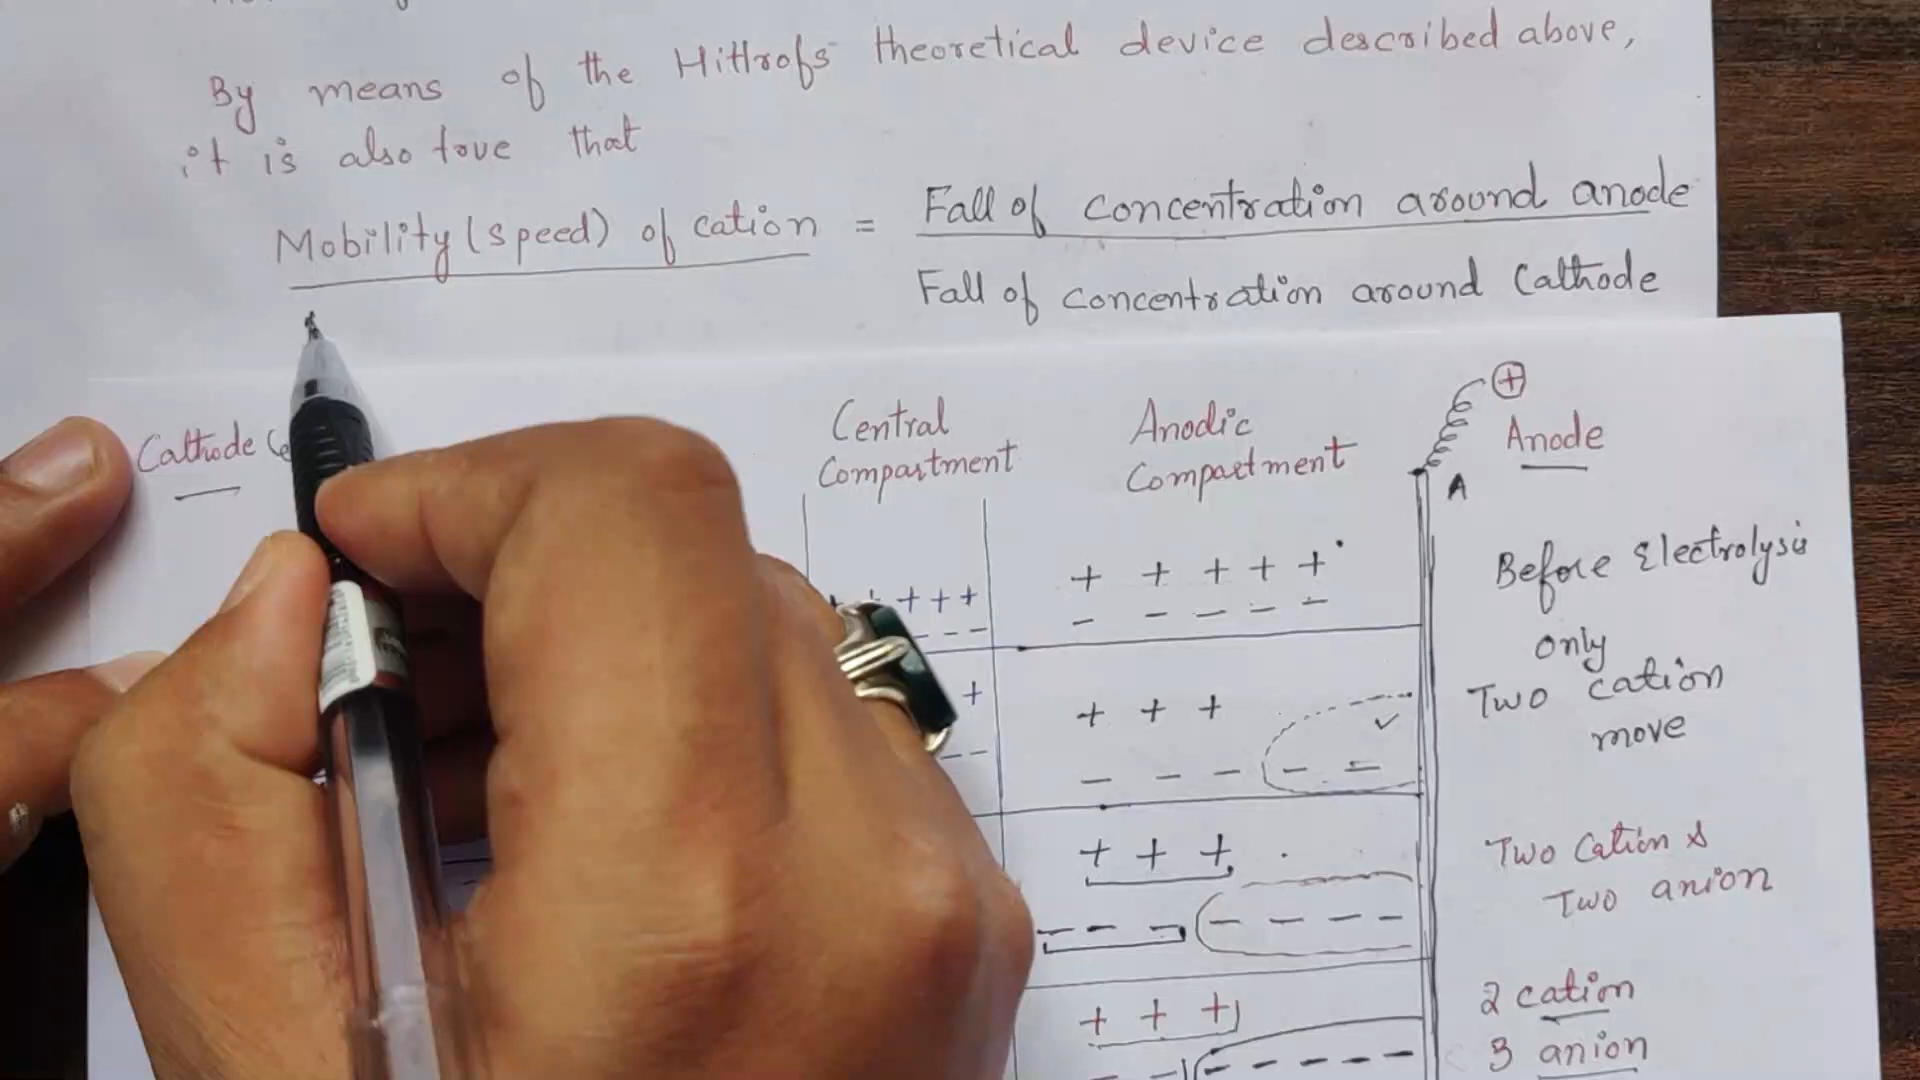 By means of the Hittrofs theoretical device described above,
it is also tove that
Mobility (speed) of cation = Fall of concentration around anode
Fall of concentration around Cathode
Cathode
Central
Compartment
Anodic
Compartment
+
Anode
A
+ + + + +
- - - - -
+ + +
- - -
Before Electrolysis
+
- -
+ + +
- - - - -
only
Two cation
move
+ + +
- - - - - - -
Two Cation &
Two anion
+ + +
- - - -
2 cation
3 anion